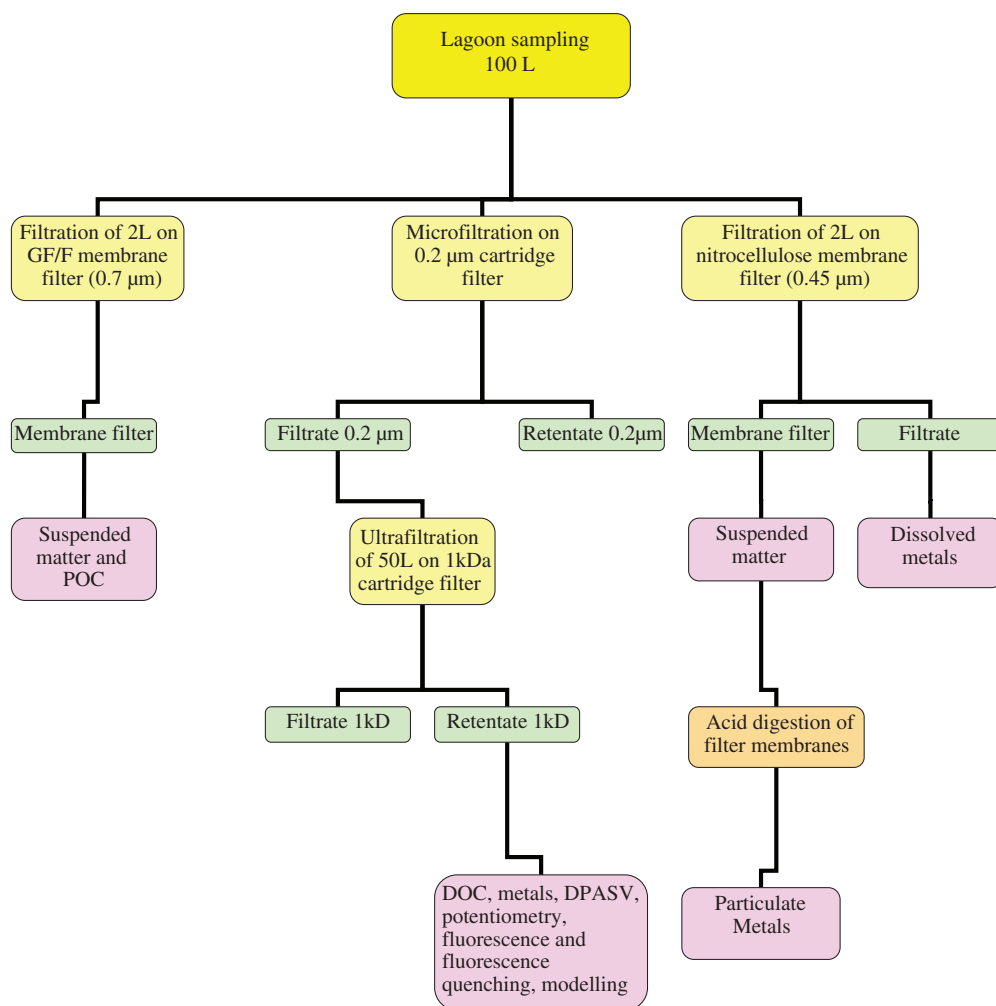 Lagoon sampling
100 L
Filtration of 2L on
GF/F membrane
filter (0.7 µm)
Microfiltration on
0.2 µm cartridge
filter
Filtration of 2L on
nitrocellulose membrane
filter (0.45 µm)
Membrane filter
Filtrate 0.2 µm
Retentate 0.2µm
Membrane filter
Filtrate
Suspended
matter and
POC
Ultrafiltration
of 50L on 1kDa
cartridge filter
Suspended
matter
Dissolved
metals
Filtrate 1kD
Retentate 1kD
Acid digestion of
filter membranes
DOC, metals, DPASV,
potentiometry,
fluorescence and
fluorescence
quenching, modelling
Particulate
Metals